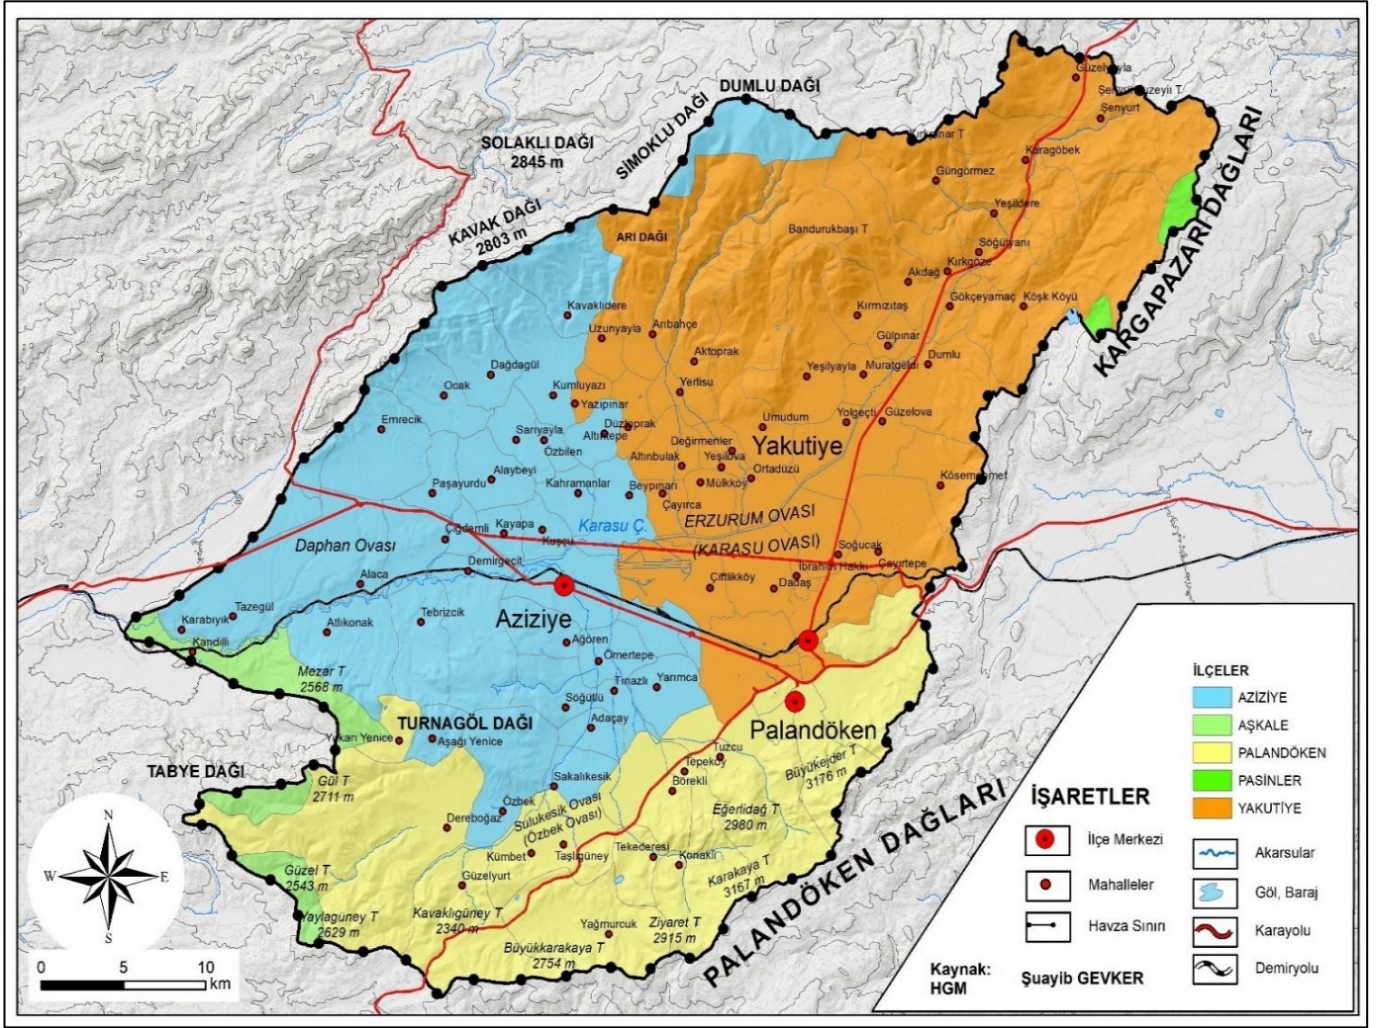 DUMLU DAĞI
SİMOKLU DAĞI
SOLAKLI DAĞI
2845 m
KAVAK DAĞI
2803 m
Güzelyayla
Şenyurt
Karagöbek
Güngörmez
Yeşildere
KARGAPAZARI DAĞLARI
ARI DAĞI
Bandurukbaşı T
Söğütyanı
Kırkgöze
Akdağ
Gökçeyamaç
Köşk Köyü
Kırmızıtaş
Kavaklıdere
Uzunyayla
Arıbahçe
Gülpınar
Aktoprak
Yeşilyayla
Muratgeldi
Dumlu
Dağdagül
Ocak
Kumluyazı
Yerlisu
Yazıpınar
Emrecik
Sarıyayla
Özbilen
Altıntepe
Düztoprak
Umudum
Yolgeçti
Güzelova
Değirmenler
Yakutiye
Altınbulak
Yeşilova
Ortadüzü
Mülkköy
Alaybeyi
Paşayurdu
Kahramanlar
Beypınarı
Çayırca
Kösemehmet
Karasu Ç.
ERZURUM OVASI
(KARASU OVASI)
Çiğdemli
Kayapa
Kuşçu
Daphan Ovası
Soğucak
Çayırtepe
Demirgeçit
İbrahim Hakkı
Alaca
Çiftlikköy
Dadaş
Aziziye
Tazegül
Karabıyık
Atlıkonak
Tebrizcik
Kandilli
Ağören
Ömertepe
Mezar T
2568 m
Tınazlı
Yarımca
Söğütlü
Adaçay
TURNAGÖL DAĞI
Yukarı Yenice
Aşağı Yenice
Palandöken
Tuzcu
Tepeköy
Börekli
Büyükejder T
3176 m
TABYE DAĞI
Gül T
2711 m
Sakalıkesik
Özbek
Dereboğaz
Sulukesik Ovası
(Özbek Ovası)
Eğerlidağ T
2980 m
Kümbet
Taşlıgüney
Tekederesi
Konaklı
Karakaya T
3167 m
Güzel T
2543 m
Güzelyurt
Yaylagüney T
2629 m
Kavaklıgüney T
2340 m
Yağmurcuk
Ziyaret T
2915 m
Büyükkarakaya T
2754 m
PALANDÖKEN DAĞLARI
N
W
E
S
0
5
10
km
İLÇELER
AZİZİYE
AŞKALE
PALANDÖKEN
PASİNLER
YAKUTİYE
İŞARETLER
İlçe Merkezi
Mahalleler
Havza Sınırı
Akarsular
Göl, Baraj
Karayolu
Demiryolu
Kaynak:
HGM
Şuayib GEVKER